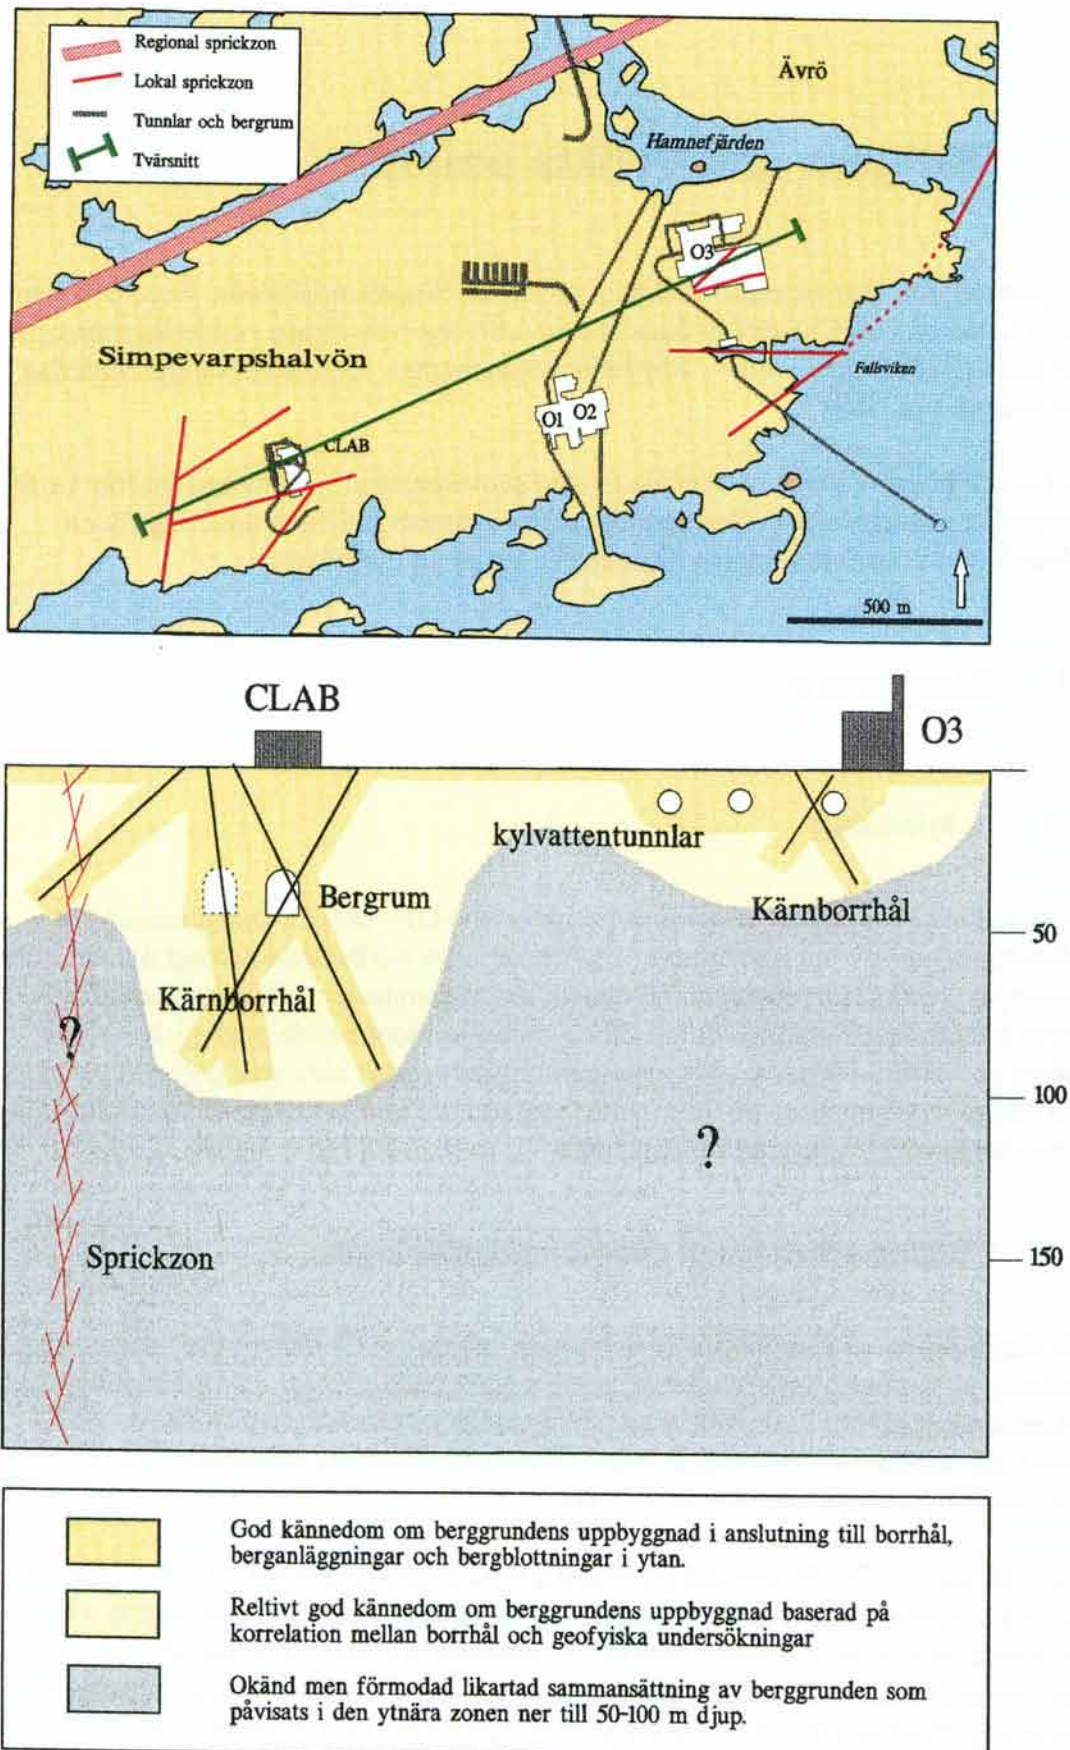 Regional sprickzon
Lokal sprickzon
Tunnlar och bergrum
Tvärsnitt
Ävrö
Hamnefjärden
O3
Simpevarpshalvön
Fallsviken
O1 O2
CLAB
500 m
CLAB
O3
kylvattentunnlar
Bergrum
Kärnborrhål
50
Kärnborrhål
?
100
?
Sprickzon
150
God kännedom om berggrundens uppbyggnad i anslutning till borrhål,
berganläggningar och bergblottningar i ytan.
Reltivt god kännedom om berggrundens uppbyggnad baserad på
korrelation mellan borrhål och geofyiska undersökningar
Okänd men förmodad likartad sammansättning av berggrunden som
påvisats i den ytnära zonen ner till 50-100 m djup.